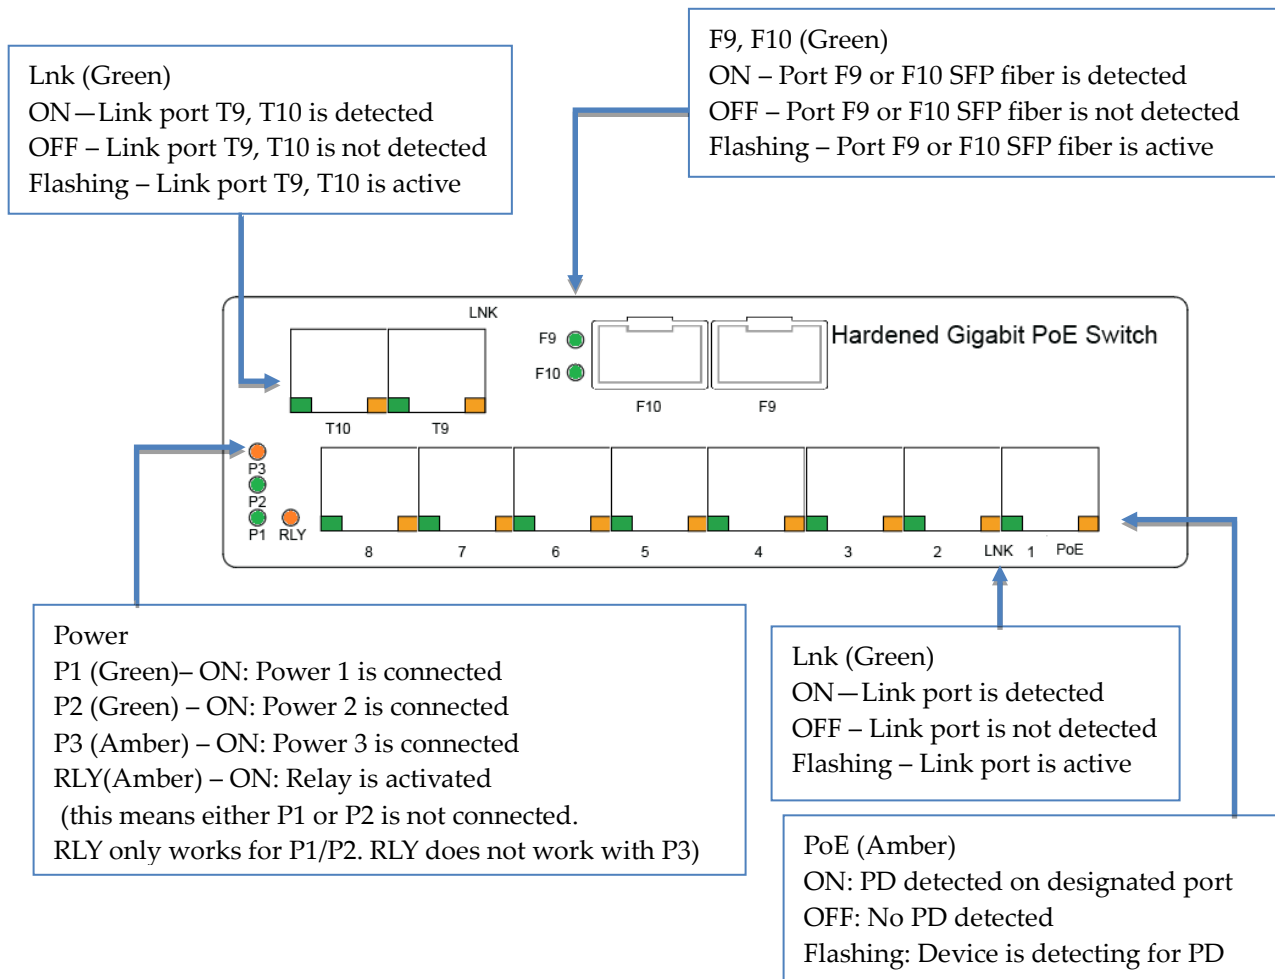 F9, F10 (Green)
ON – Port F9 or F10 SFP fiber is detected
OFF – Port F9 or F10 SFP fiber is not detected
Flashing – Port F9 or F10 SFP fiber is active
Lnk (Green)
ON—Link port T9, T10 is detected
OFF – Link port T9, T10 is not detected
Flashing – Link port T9, T10 is active
LNK
F9
F10
Hardened Gigabit PoE Switch
F10
F9
T10
T9
P3
P2
P1
RLY
8
7
6
5
4
3
2
LNK
1
PoE
Power
P1 (Green)– ON: Power 1 is connected
P2 (Green) – ON: Power 2 is connected
P3 (Amber) – ON: Power 3 is connected
RLY(Amber) – ON: Relay is activated
(this means either P1 or P2 is not connected.
RLY only works for P1/P2. RLY does not work with P3)
Lnk (Green)
ON—Link port is detected
OFF – Link port is not detected
Flashing – Link port is active
PoE (Amber)
ON: PD detected on designated port
OFF: No PD detected
Flashing: Device is detecting for PD